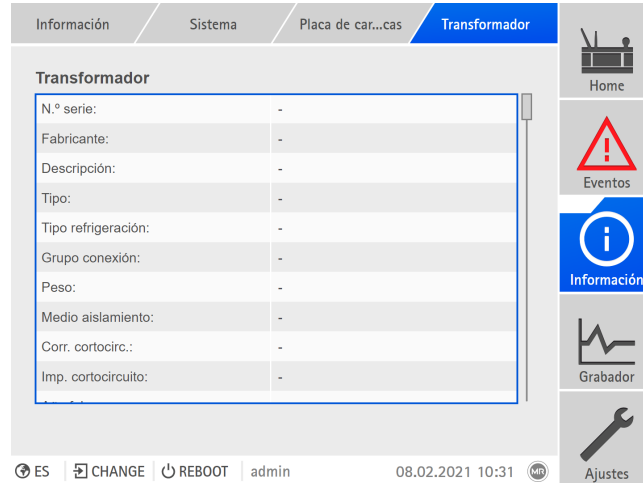 Información
Sistema
Placa de car...cas
Transformador
Home
Transformador
N.º serie: -
Fabricante: -
Descripción: -
Tipo: -
Tipo refrigeración: -
Grupo conexión: -
Peso: -
Medio aislamiento: -
Corr. cortocirc.: -
Imp. cortocircuito: -
Eventos
Información
Grabador
Ajustes
ES
CHANGE
REBOOT
admin
08.02.2021 10:31
MR